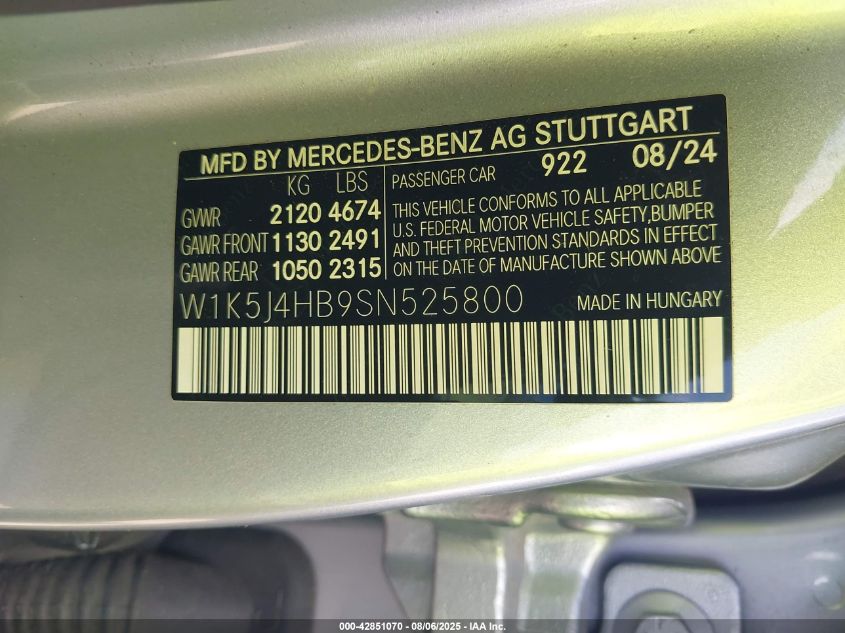 MFD BY MERCEDES-BENZ AG STUTTGART
KG LBS
GVWR 2120 4674
GAWR FRONT 1130 2491
GAWR REAR 1050 2315
PASSENGER CAR 922 08/24
THIS VEHICLE CONFORMS TO ALL APPLICABLE
U.S. FEDERAL MOTOR VEHICLE SAFETY,BUMPER
AND THEFT PREVENTION STANDARDS IN EFFECT
ON THE DATE OF MANUFACTURE SHOWN ABOVE
W1K5J4HB9SN525800
MADE IN HUNGARY
000-42851070 - 08/06/2025 - IAA Inc.